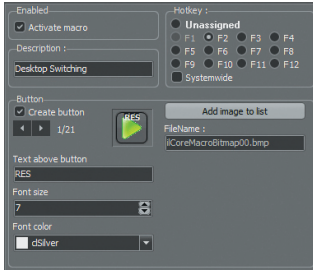 Enabled
Activate macro
Description :
Desktop Switching
Hotkey :
Unassigned
F1 F2 F3 F4
F5 F6 F7 F8
F9 F10 F11 F12
Systemwide
Button
Create button
1/21
RES
Text above button
RES
Font size
7
Font color
clSilver
Add image to list
FileName :
ilCoreMacroBitmap00.bmp